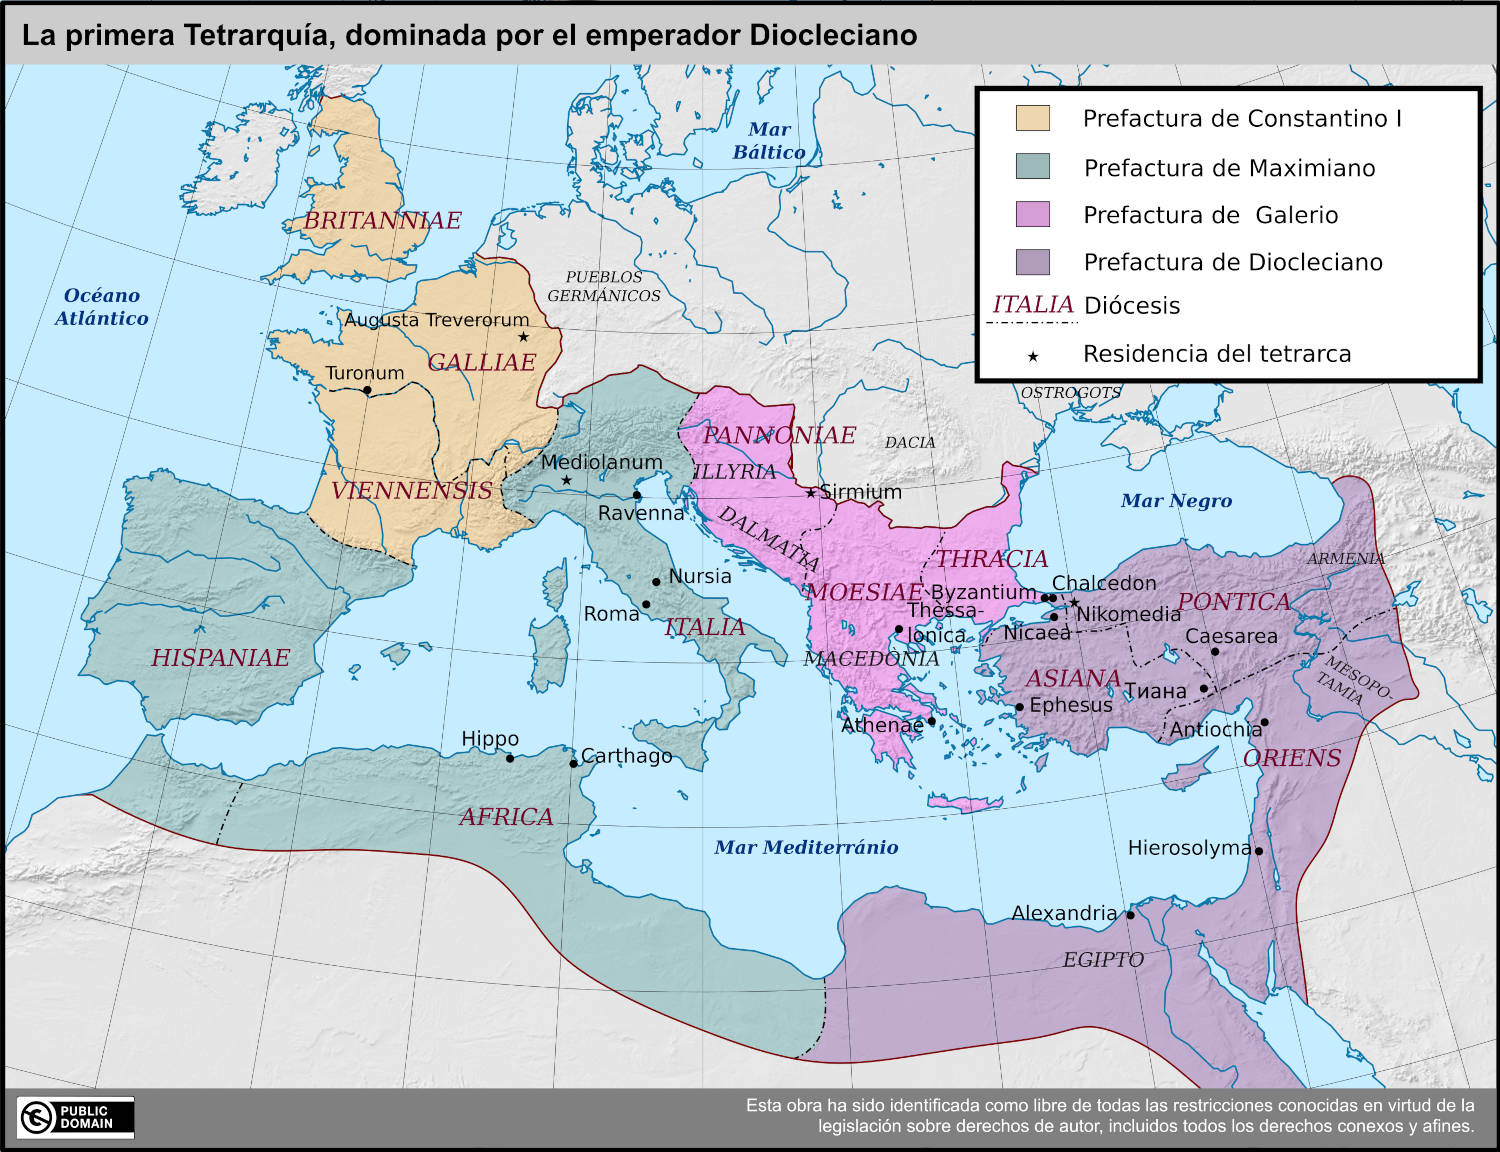 La primera Tetrarquía, dominada por el emperador Diocleciano
Prefactura de Constantino I
Prefactura de Maximiano
Prefactura de Galerio
Prefactura de Diocleciano
ITALIA Diócesis
Residencia del tetrarca
Mar
Báltico
BRITANNIAE
PUEBLOS
GERMÁNICOS
Océano
Atlántico
Augusta Treverorum
GALLIAE
Turonum
OSTROGOTS
PANNONIAE
DACIA
Mediolanum
ILLYRIA
VIENNENSIS
Sirmium
Mar Negro
Ravenna
DALMATIA
THRACIA
ARMENIA
Nursia
Chalcedon
MOESIAE
Byzantium
Roma
Thessa-
lonica
Nikomedia
PONTICA
ITALIA
Nicaea
Caesarea
HISPANIAE
MACEDONIA
ASIANA
Тиана
MESOPO-
TAMIA
Ephesus
Athenae
Antiochia
Hippo
Carthago
ORIENS
AFRICA
Mar Mediterránio
Hierosolyma
Alexandria
EGIPTO
PUBLIC
DOMAIN
Esta obra ha sido identificada como libre de todas las restricciones conocidas en virtud de la
legislación sobre derechos de autor, incluidos todos los derechos conexos y afines.